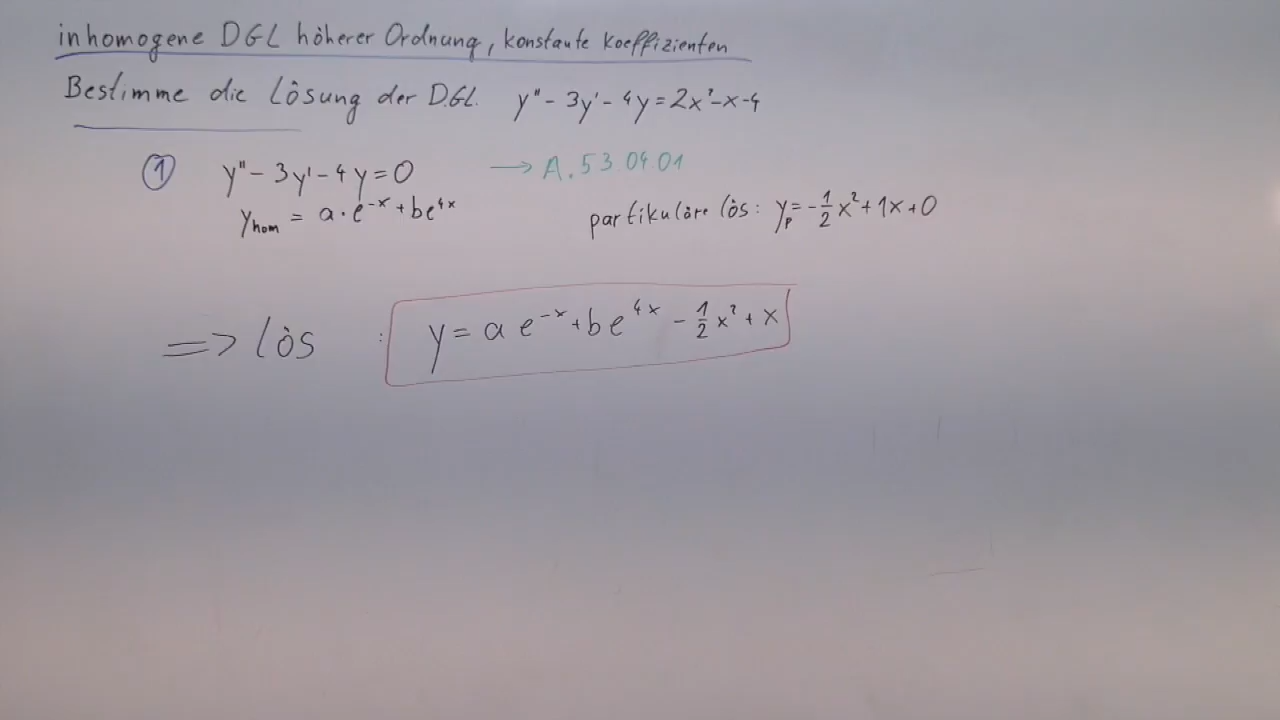 inhomogene DGL höherer Ordnung, konstante Koeffizienten
Bestimme die Lösung der DGL. y" - 3y' - 4y = 2x² - x - 4
① y" - 3y' - 4y = 0 → A.53.04.01
y_hom = a · e^(-x) + be^(4x) partikuläre lös: y_p = -1/2 x² + 1x + 0
=> lös : y = a e^(-x) + b e^(4x) - 1/2 x² + x